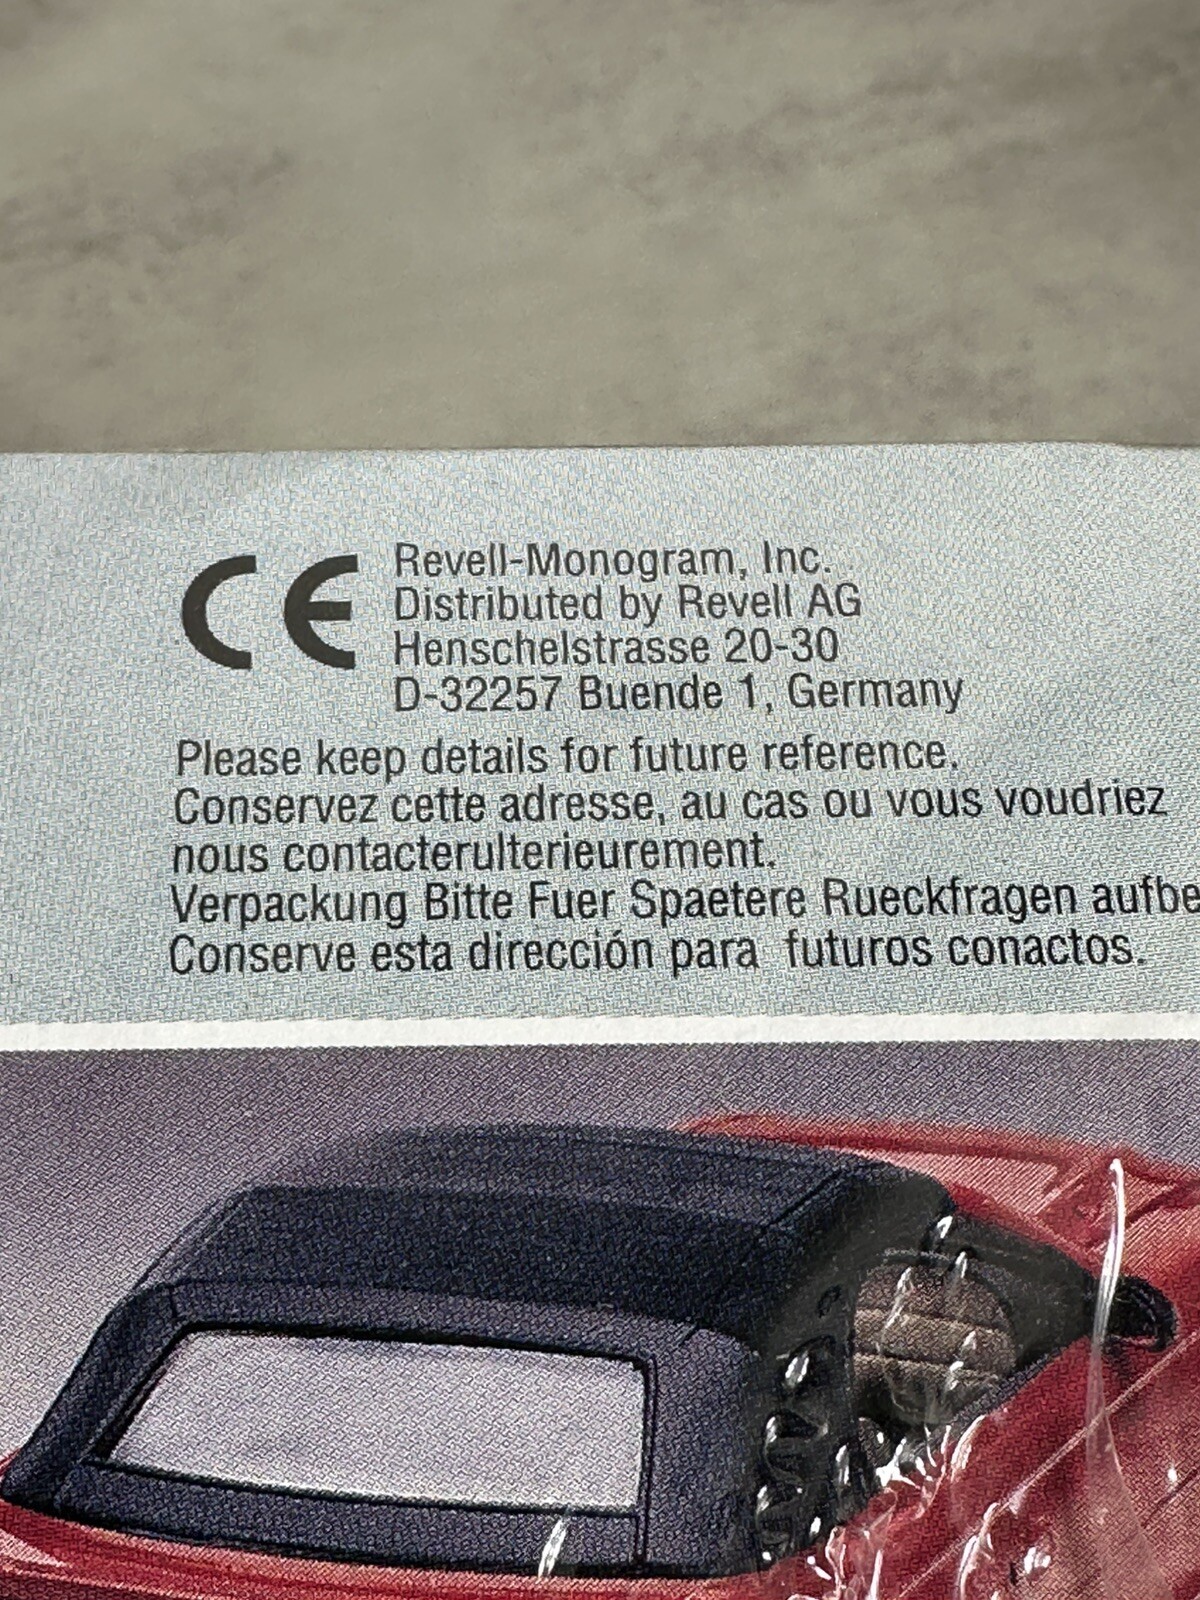 CE
Revell-Monogram, Inc.
Distributed by Revell AG
Henschelstrasse 20-30
D-32257 Buende 1, Germany
Please keep details for future reference.
Conservez cette adresse, au cas ou vous voudriez
nous contacterulterieurement.
Verpackung Bitte Fuer Spaetere Rueckfragen aufbe
Conserve esta dirección para futuros conactos.